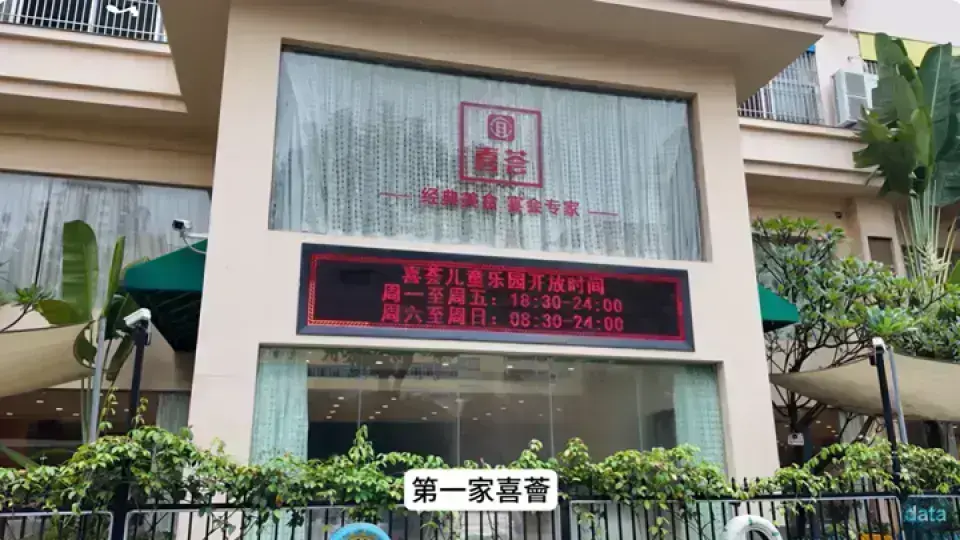 喜荟
经典美食 宴会专家
喜荟儿童乐园开放时间
周一至周五：18:30-24:00
周六至周日：08:30-24:00
第一家喜薈
data